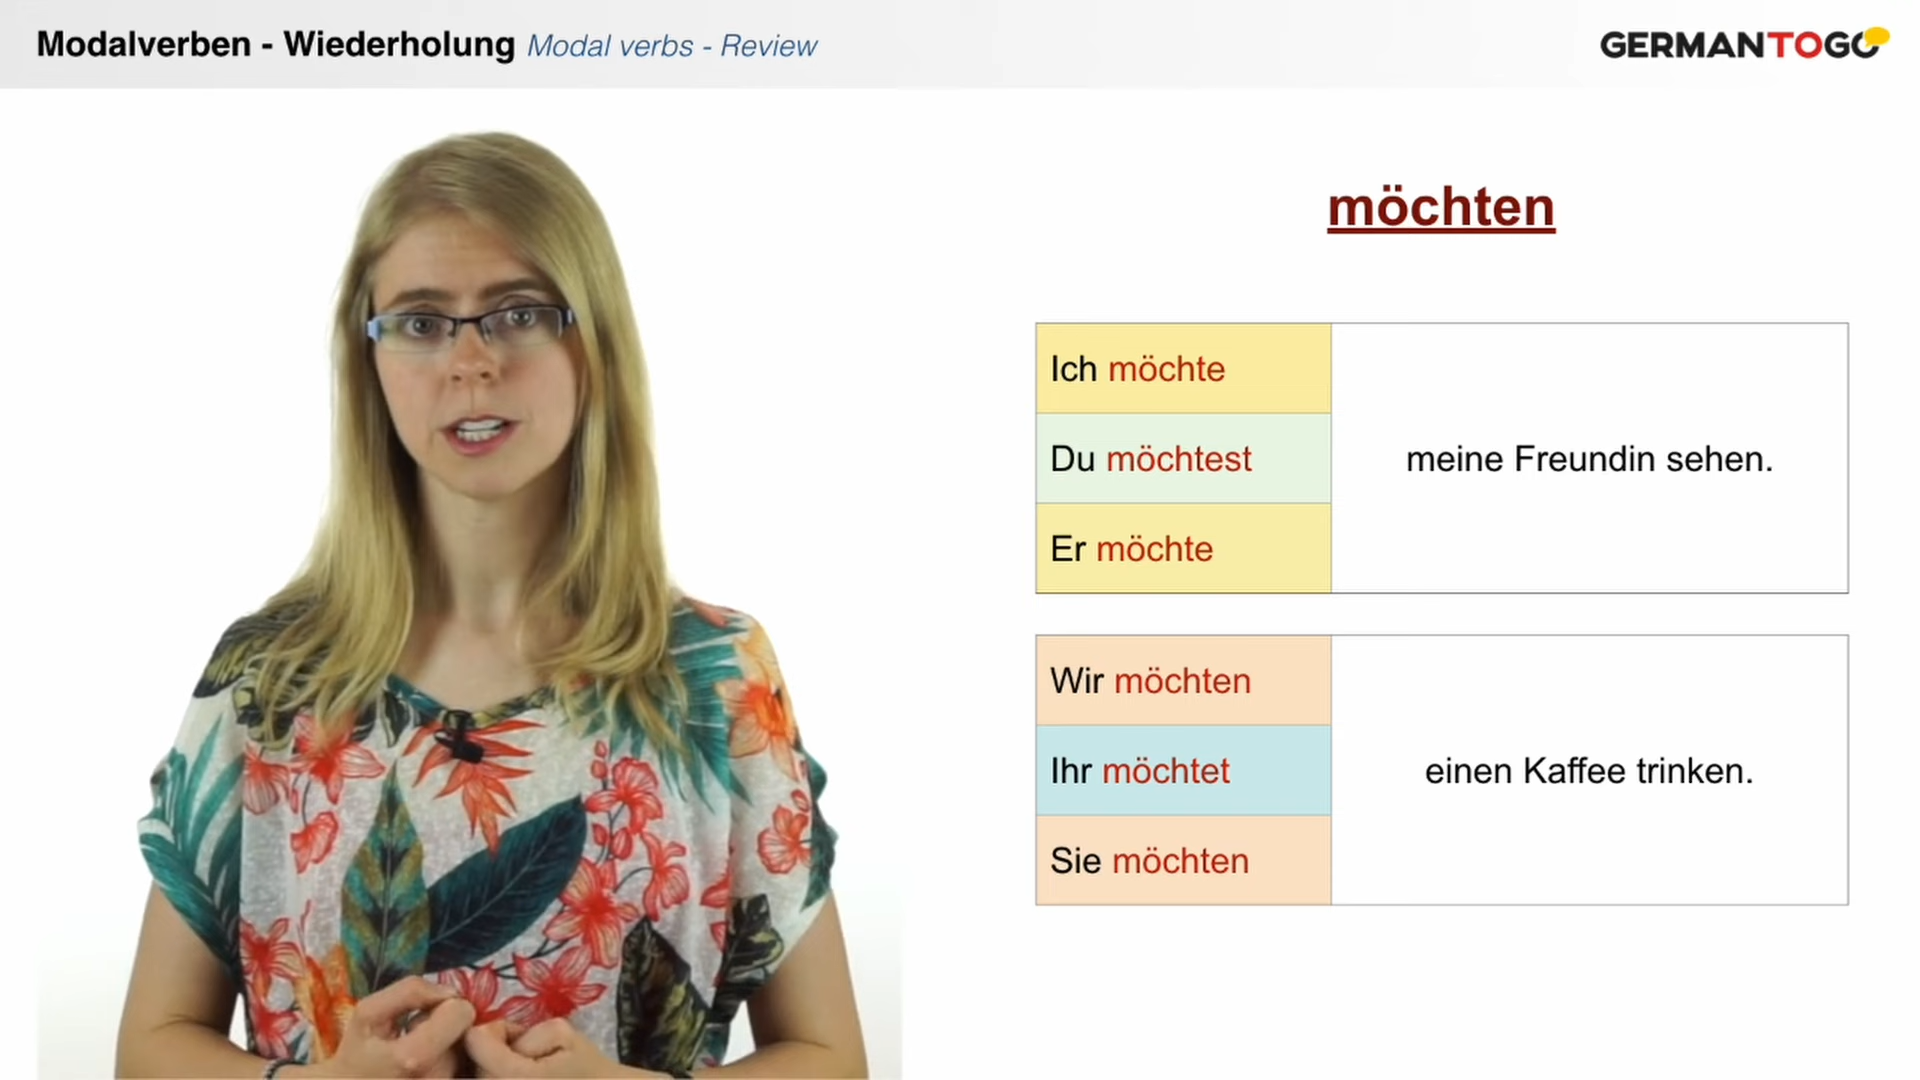 Modalverben - Wiederholung Modal verbs - Review
GERMANTOGO
möchten
Ich möchte
Du möchtest
Er möchte
meine Freundin sehen.
Wir möchten
Ihr möchtet
Sie möchten
einen Kaffee trinken.